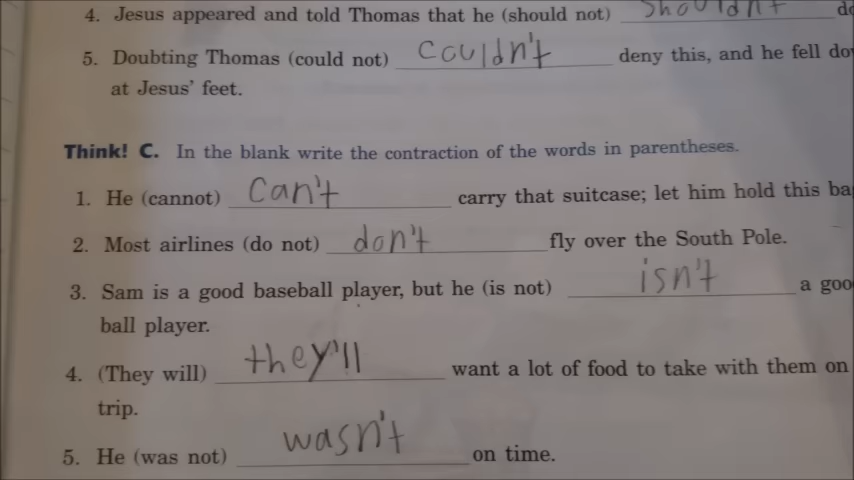 4. Jesus appeared and told Thomas that he (should not) shouldn't
5. Doubting Thomas (could not) couldn't deny this, and he fell
at Jesus' feet.
Think! C. In the blank write the contraction of the words in parentheses.
1. He (cannot) can't carry that suitcase; let him hold this
2. Most airlines (do not) don't fly over the South Pole.
3. Sam is a good baseball player, but he (is not) isn't a
ball player.
4. (They will) they'll want a lot of food to take with them on
trip.
5. He (was not) wasn't on time.